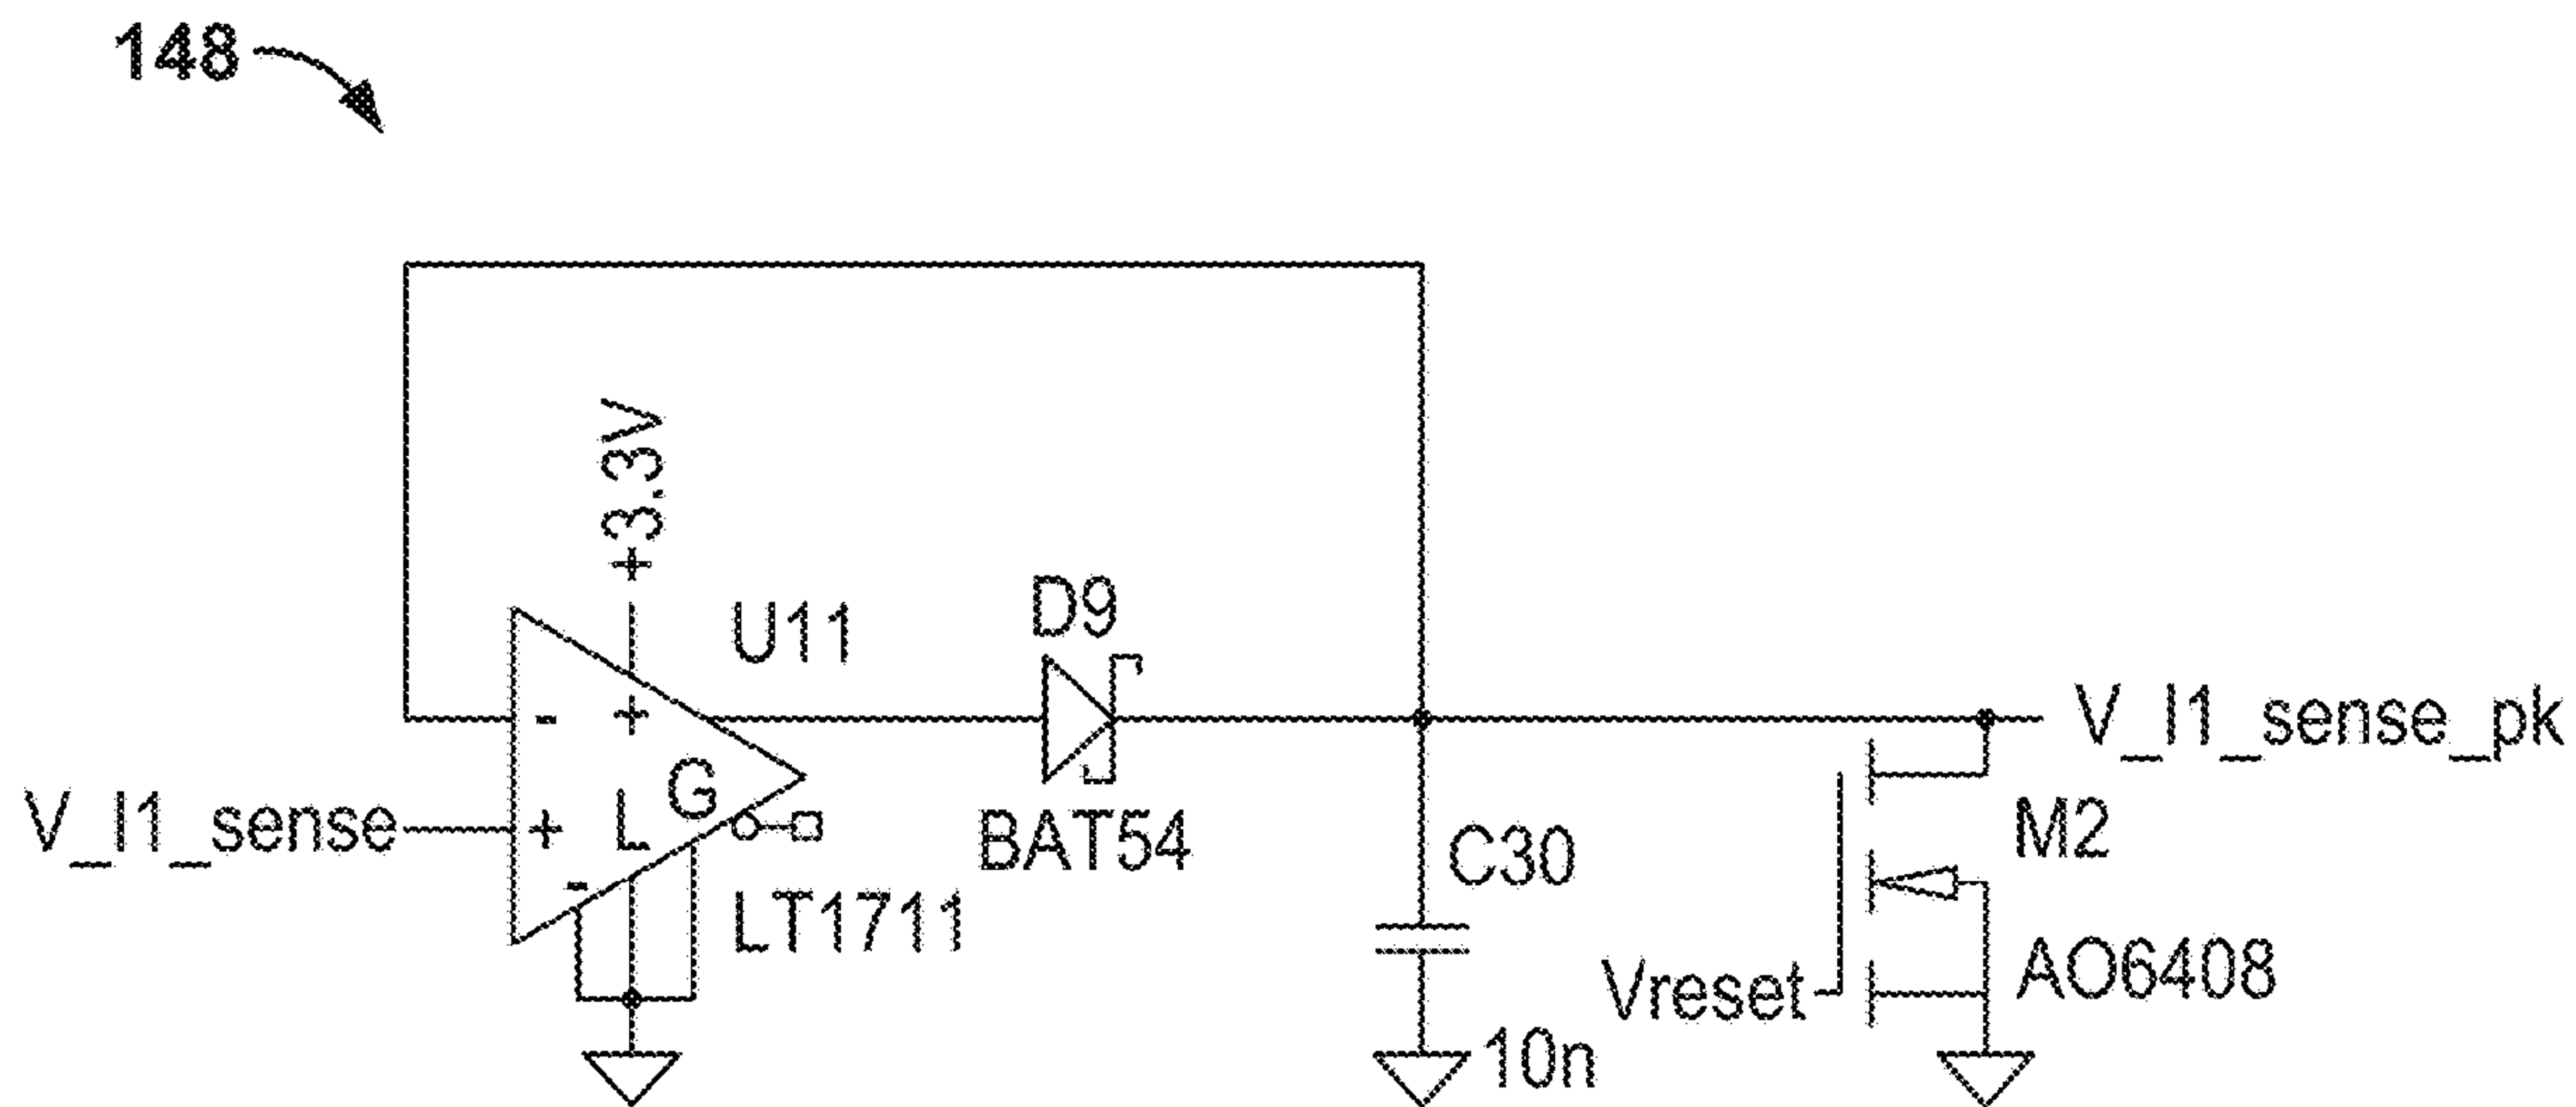 148
+3.3V
U11
D9
- +
V_I1_sense + L G
-
LT1711
BAT54
C30
10n
V_I1_sense_pk
M2
Vreset
AO6408